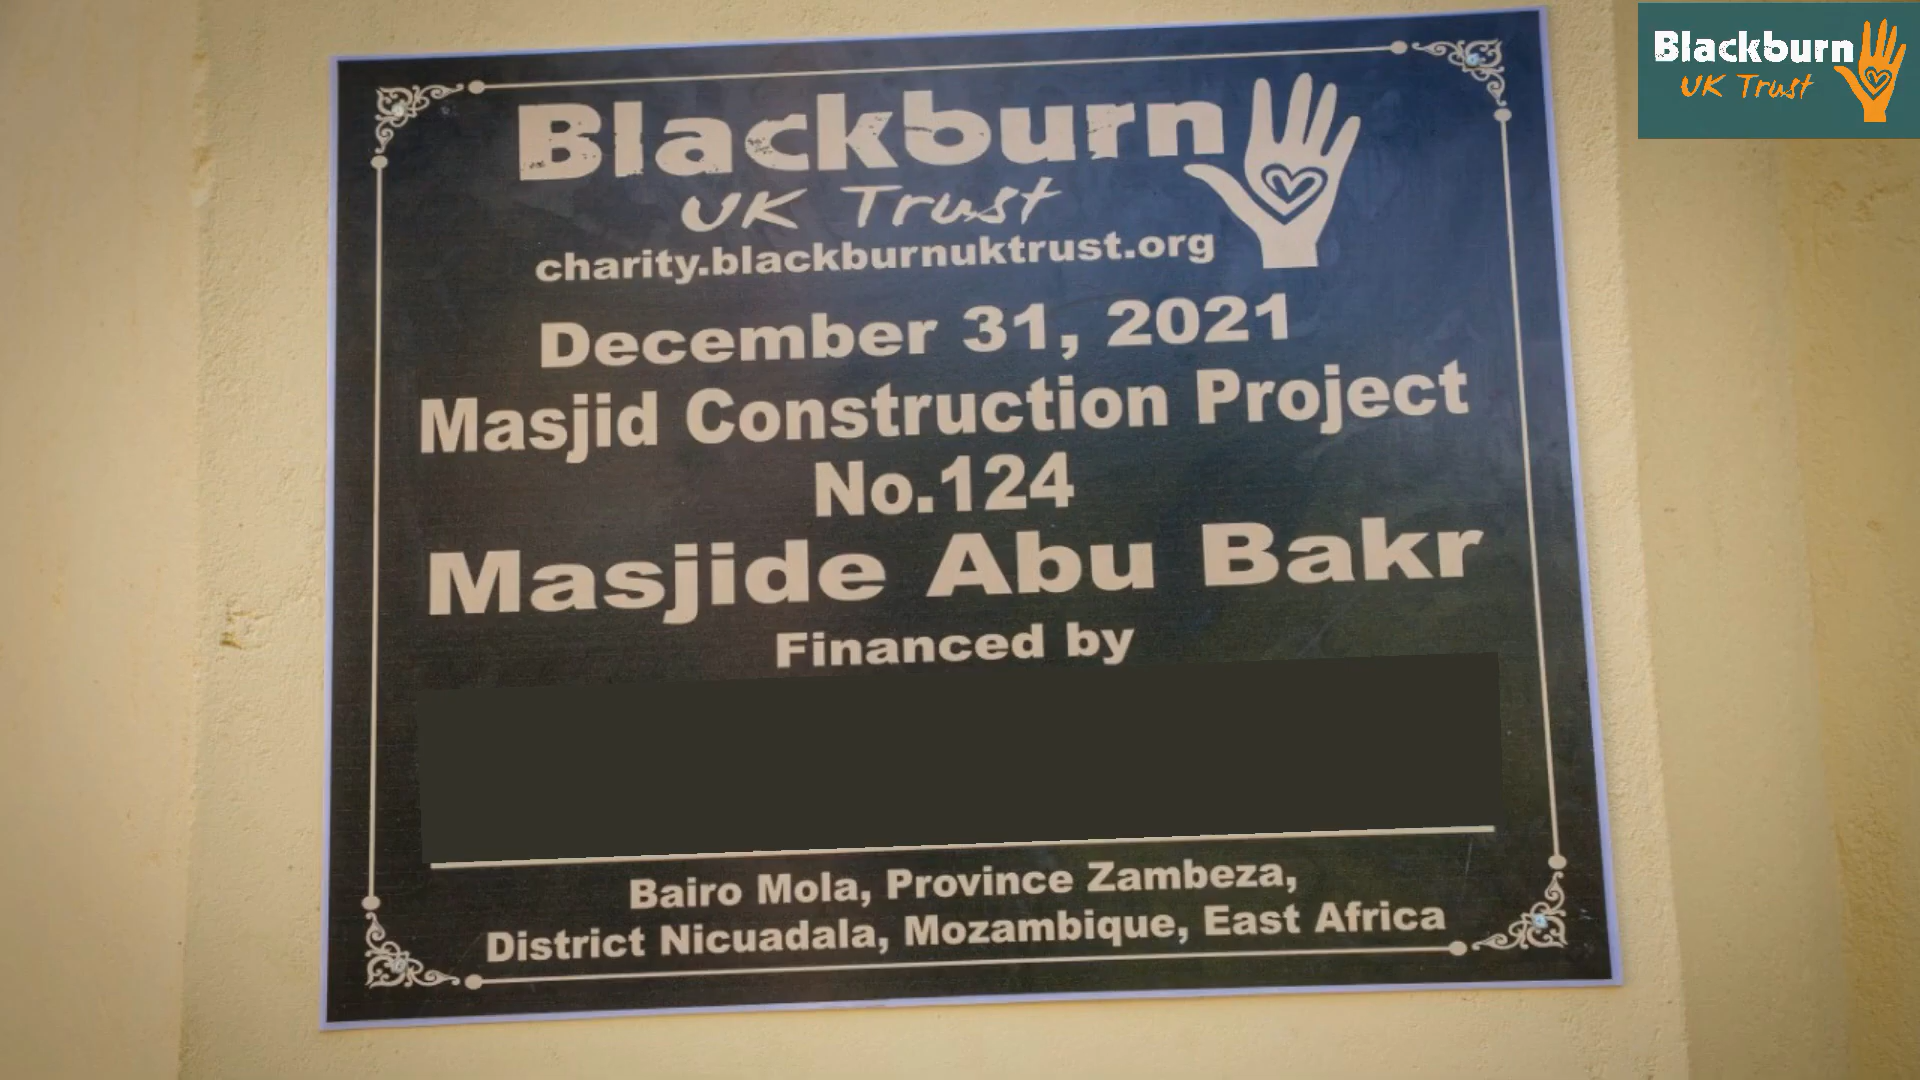 Blackburn
UK Trust
Blackburn
UK Trust
charity.blackburnuktrust.org
December 31, 2021
Masjid Construction Project
No.124
Masjide Abu Bakr
Financed by
Bairo Mola, Province Zambeza,
District Nicuadala, Mozambique, East Africa